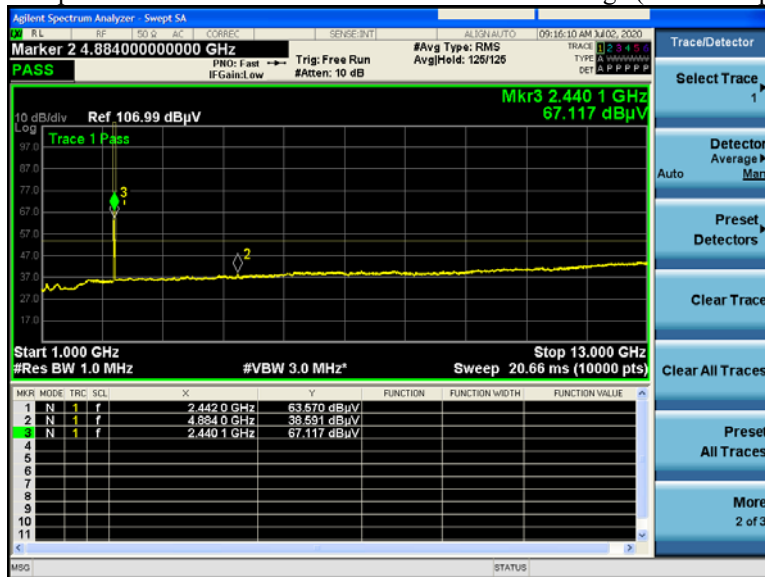 Agilent Spectrum Analyzer - Swept SA
RL RF 50 Ω AC CORREC SENSE:INT ALIGN AUTO 09:16:10 AM Jul 02, 2020
Marker 2 4.884000000000 GHz
PASS
PNO: Fast
IFGain:Low
Trig: Free Run
#Atten: 10 dB
#Avg Type: RMS
Avg|Hold: 125/125
TRACE 1 2 3 4 5 6
TYPE A WWWWW
DET A P P P P P
Mkr3 2.440 1 GHz
67.117 dBµV
10 dB/div Ref 106.99 dBµV
Log
Trace 1 Pass
97.0
87.0
77.0
67.0
57.0
47.0
37.0
27.0
17.0
3
2
Start 1.000 GHz Stop 13.000 GHz
#Res BW 1.0 MHz #VBW 3.0 MHz* Sweep 20.66 ms (10000 pts)
MKR MODE TRC SCL X Y FUNCTION FUNCTION WIDTH FUNCTION VALUE
1 N 1 f 2.442 0 GHz 63.570 dBµV
2 N 1 f 4.884 0 GHz 38.591 dBµV
3 N 1 f 2.440 1 GHz 67.117 dBµV
4
5
6
7
8
9
10
11
MSG STATUS
Trace/Detector
Select Trace
1
Detector
Average
Auto Man
Preset
Detectors
Clear Trace
Clear All Traces
Preset
All Traces
More
2 of 3